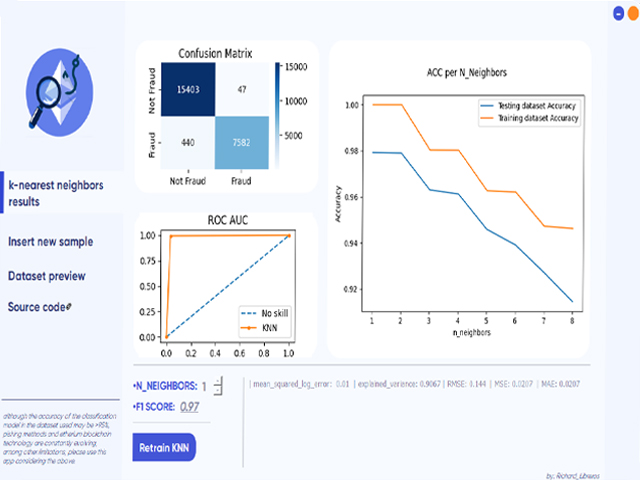 k-nearest neighbors
results
Insert new sample
Dataset preview
Source code
although the accuracy of the classification
model in the dataset used may be >95%,
pishing methods and etherium blockchain
technology are constantly evolving,
among other limitations, please use the
app considering the above.
Confusion Matrix
Not Fraud
Fraud
15403
47
440
7582
Not Fraud
Fraud
15000
10000
5000
ROC AUC
1.00
0.75
0.50
0.25
0.00
No skill
KNN
0.0 0.2 0.4 0.6 0.8 1.0
ACC per N_Neighbors
Testing dataset Accuracy
Training dataset Accuracy
1.00
0.98
0.96
0.94
0.92
Accuracy
1 2 3 4 5 6 7 8
n_neighbors
•N_NEIGHBORS: 1
•F1 SCORE: 0.97
Retrain KNN
| mean_squared_log_error: 0.01 | explained_variance: 0.9067 | RMSE: 0.144 | MSE: 0.0207 | MAE: 0.0207